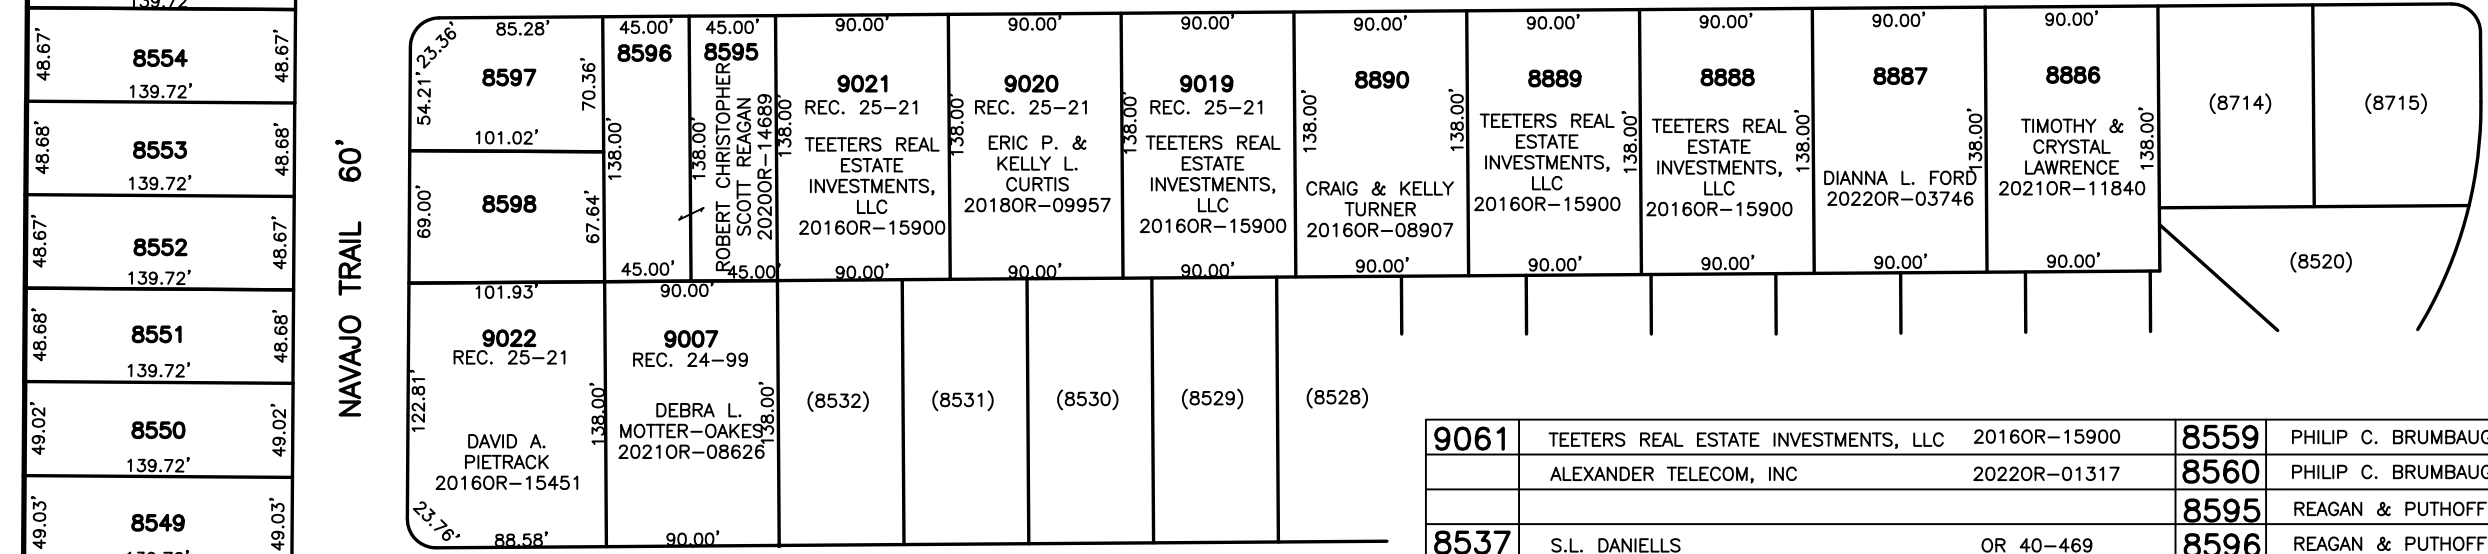 139.72'
48.67'
8554
48.67'
139.72'
48.68'
8553
48.68'
139.72'
48.67'
8552
48.67'
139.72'
48.68'
8551
48.68'
139.72'
49.02'
8550
49.02'
139.72'
49.03'
8549
49.03'
139.72'
NAVAJO TRAIL 60'
23.36'
85.28'
54.21'
8597
70.36'
101.02'
69.00'
8598
67.64'
45.00'
8596
138.00'
45.00'
45.00'
8595
138.00'
ROBERT CHRISTOPHER
SCOTT REAGAN
2020OR-14689
138.00'
45.00'
90.00'
9021
REC. 25-21
TEETERS REAL
ESTATE
INVESTMENTS,
LLC
2016OR-15900
90.00'
90.00'
9020
REC. 25-21
138.00'
ERIC P. &
KELLY L.
CURTIS
2018OR-09957
90.00'
90.00'
9019
REC. 25-21
138.00'
TEETERS REAL
ESTATE
INVESTMENTS,
LLC
2016OR-15900
90.00'
90.00'
8890
138.00'
138.00'
CRAIG & KELLY
TURNER
2016OR-08907
90.00'
90.00'
8889
TEETERS REAL
ESTATE
INVESTMENTS,
LLC
2016OR-15900
138.00'
90.00'
90.00'
8888
TEETERS REAL
ESTATE
INVESTMENTS,
LLC
2016OR-15900
138.00'
90.00'
90.00'
8887
138.00'
DIANNA L. FORD
2022OR-03746
90.00'
90.00'
8886
TIMOTHY &
CRYSTAL
LAWRENCE
2021OR-11840
138.00'
90.00'
(8714)
(8715)
(8520)
101.93'
9022
REC. 25-21
122.81'
138.00'
DAVID A.
PIETRACK
2016OR-15451
23.76'
88.58'
90.00'
9007
REC. 24-99
DEBRA L.
MOTTER-OAKES
2021OR-08626
138.00'
90.00'
(8532)
(8531)
(8530)
(8529)
(8528)
9061 TEETERS REAL ESTATE INVESTMENTS, LLC 2016OR-15900 8559 PHILIP C. BRUMBAUG
ALEXANDER TELECOM, INC 2022OR-01317 8560 PHILIP C. BRUMBAUG
8595 REAGAN & PUTHOFF
8537 S.L. DANIELLS OR 40-469 8596 REAGAN & PUTHOFF